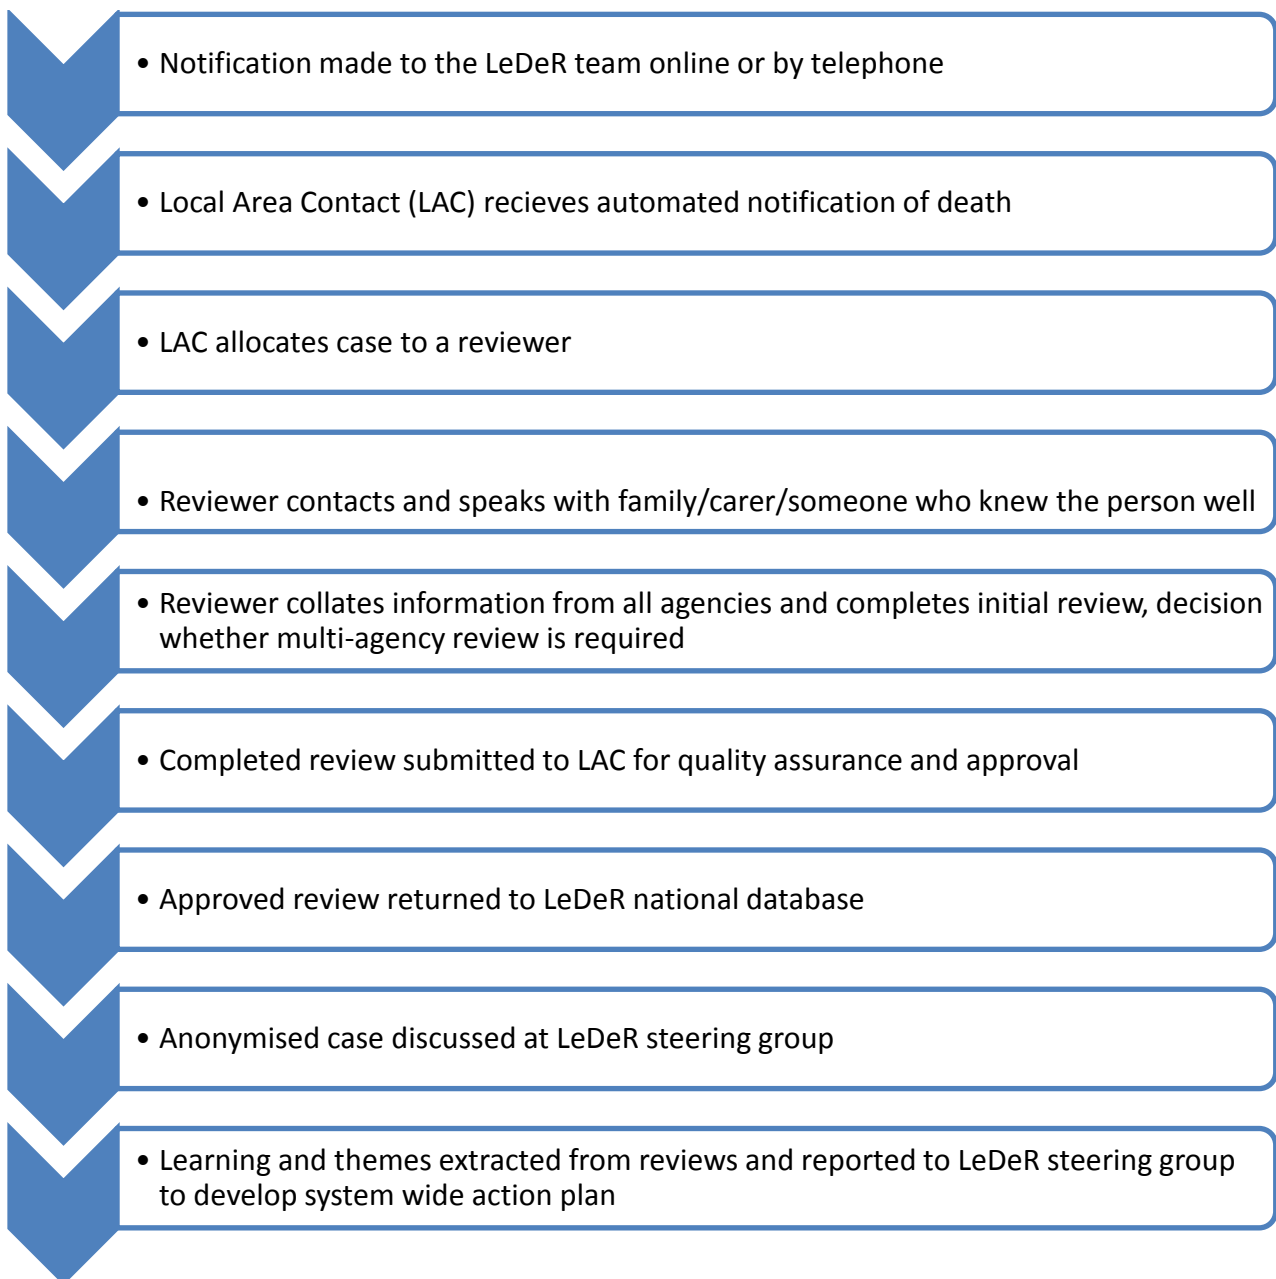 • Notification made to the LeDeR team online or by telephone
• Local Area Contact (LAC) recieves automated notification of death
• LAC allocates case to a reviewer
• Reviewer contacts and speaks with family/carer/someone who knew the person well
• Reviewer collates information from all agencies and completes initial review, decision
whether multi-agency review is required
• Completed review submitted to LAC for quality assurance and approval
• Approved review returned to LeDeR national database
• Anonymised case discussed at LeDeR steering group
• Learning and themes extracted from reviews and reported to LeDeR steering group
to develop system wide action plan